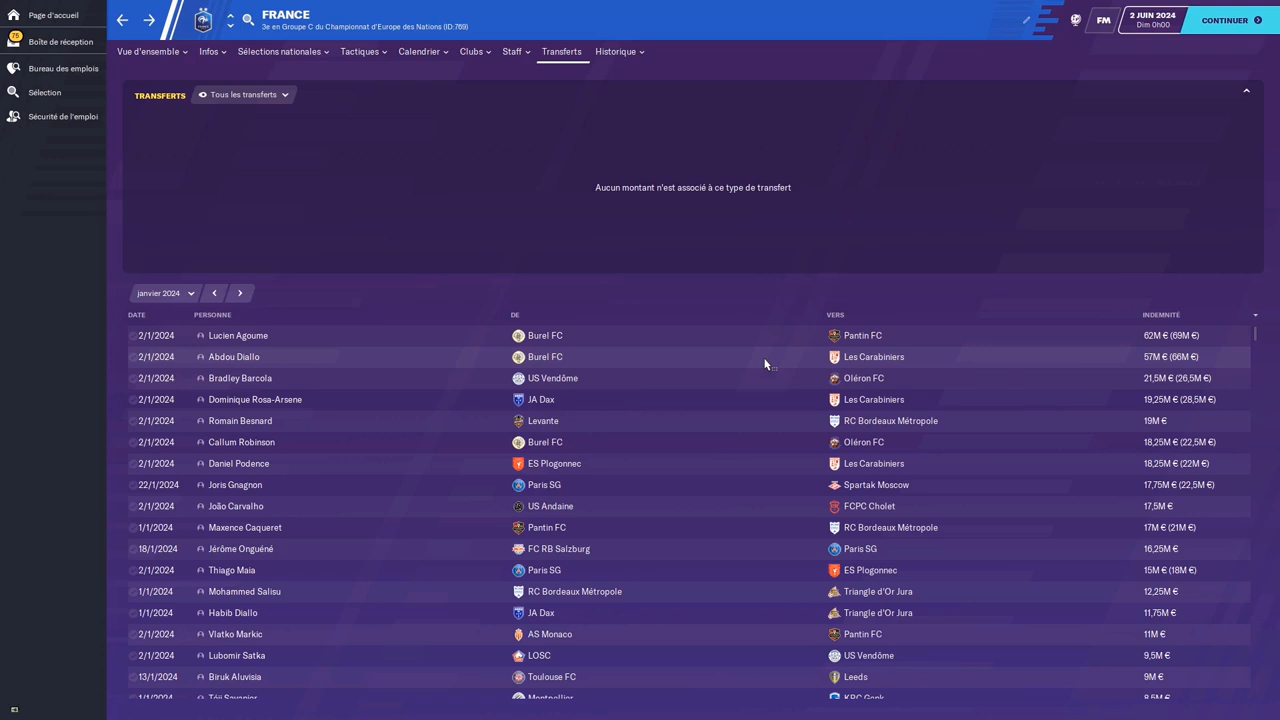 Page d'accueil
75
Boîte de réception
Bureau des emplois
Sélection
Sécurité de l'emploi
FRANCE
3e en Groupe C du Championnat d'Europe des Nations (ID:769)
FM
2 JUIN 2024
Dim 0h00
CONTINUER
Vue d'ensemble Infos Sélections nationales Tactiques Calendrier Clubs Staff Transferts Historique
TRANSFERTS Tous les transferts
Aucun montant n'est associé à ce type de transfert
janvier 2024
DATE PERSONNE DE VERS INDEMNITÉ
2/1/2024 Lucien Agoume Burel FC Pantin FC 62M € (69M €)
2/1/2024 Abdou Diallo Burel FC Les Carabiniers 57M € (66M €)
2/1/2024 Bradley Barcola US Vendôme Oléron FC 21,5M € (26,5M €)
2/1/2024 Dominique Rosa-Arsene JA Dax Les Carabiniers 19,25M € (28,5M €)
2/1/2024 Romain Besnard Levante RC Bordeaux Métropole 19M €
2/1/2024 Callum Robinson Burel FC Oléron FC 18,25M € (22,5M €)
2/1/2024 Daniel Podence ES Plogonnec Les Carabiniers 18,25M € (22M €)
22/1/2024 Joris Gnagnon Paris SG Spartak Moscow 17,75M € (22,5M €)
2/1/2024 João Carvalho US Andaine FCPC Cholet 17,5M €
1/1/2024 Maxence Caqueret Pantin FC RC Bordeaux Métropole 17M € (21M €)
18/1/2024 Jérôme Onguéné FC RB Salzburg Paris SG 16,25M €
2/1/2024 Thiago Maia Paris SG ES Plogonnec 15M € (18M €)
1/1/2024 Mohammed Salisu RC Bordeaux Métropole Triangle d'Or Jura 12,25M €
1/1/2024 Habib Diallo JA Dax Triangle d'Or Jura 11,75M €
2/1/2024 Vlatko Markic AS Monaco Pantin FC 11M €
2/1/2024 Lubomir Satka LOSC US Vendôme 9,5M €
13/1/2024 Biruk Aluvisia Toulouse FC Leeds 9M €
1/1/2024 Téji Savanier Montpellier KRC Genk 8,5M €